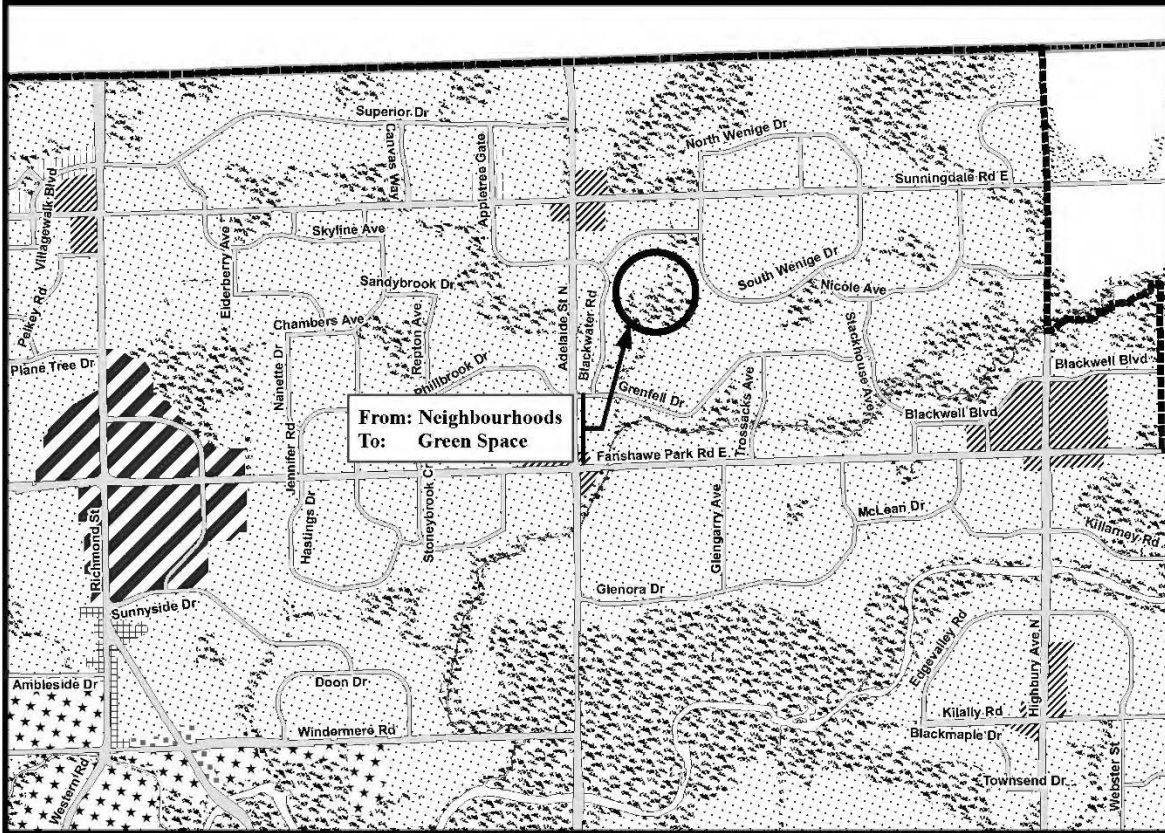 Superior Dr
Canvas Way
Appletree Gate
North Wenige Dr
Sunningdale Rd E
Villagewalk Blvd
Pelkey Rd
Elderberry Ave
Skyline Ave
Sandybrook Dr
Adelaide St N
Blackwater Rd
South Wenige Dr
Nicole Ave
Stackhouse Ave
Plane Tree Dr
Chambers Ave
Nanette Dr
Repton Ave
Phillbrook Dr
Grenfell Dr
Trossacks Ave
Blackwell Blvd
Blackwell Blvd
From: Neighbourhoods
To: Green Space
Jennifer Rd
Fanshawe Park Rd E
Hastings Dr
Stoneybrook Cr
Glengarry Ave
McLean Dr
Killarney Rd
Richmond St
Sunnyside Dr
Glenora Dr
Edgevalley Rd
Highbury Ave N
Ambleside Dr
Doon Dr
Windermere Rd
Kilally Rd
Blackmaple Dr
Western Rd
Townsend Dr
Webster St